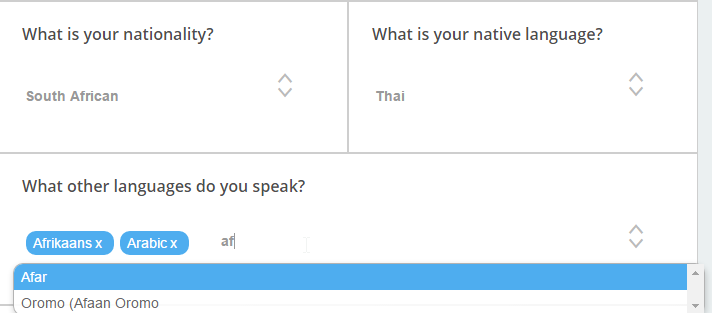 What is your nationality?
What is your native language?
South African
Thai
What other languages do you speak?
Afrikaans x Arabic x af
Afar
Oromo (Afaan Oromo